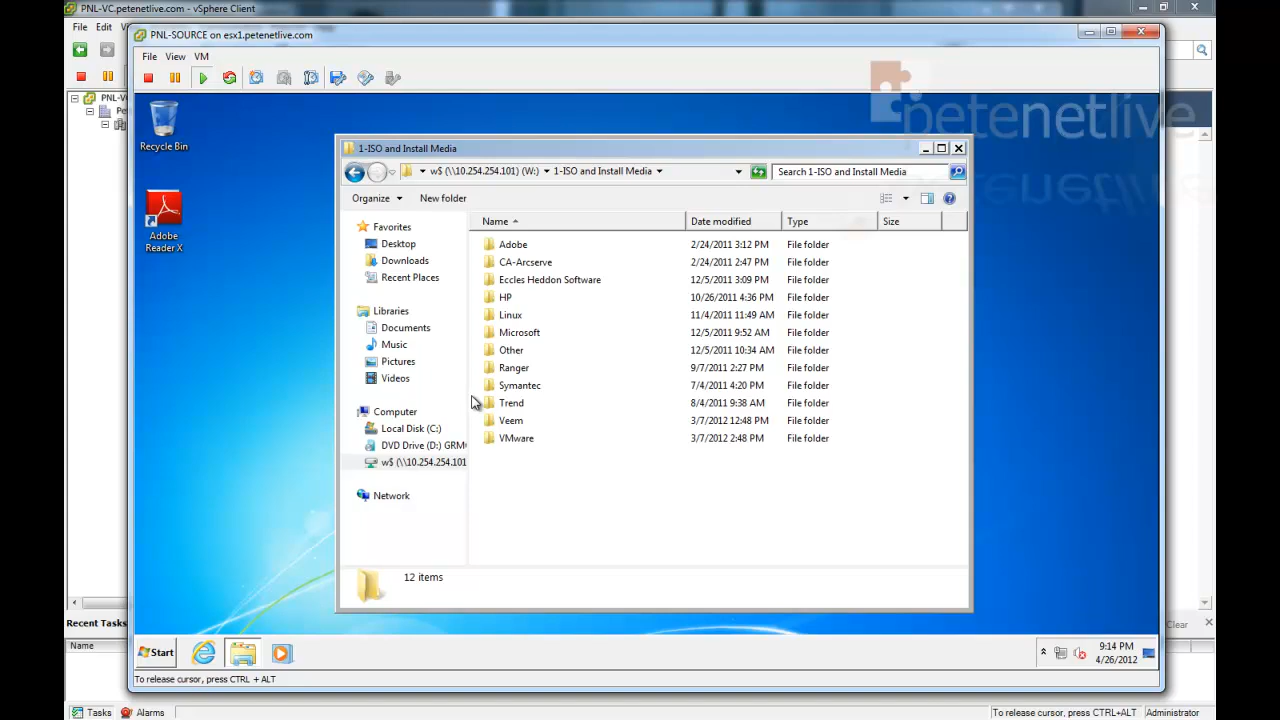 PNL-VC.petenetlive.com - vSphere Client
File Edit V
PNL-SOURCE on esx1.petenetlive.com
File View VM
PNL-V
Pe
petenetlive
Recycle Bin
Adobe
Reader X
1-ISO and Install Media
w$ (\\10.254.254.101) (W:) 1-ISO and Install Media
Search 1-ISO and Install Media
Organize New folder
Name Date modified Type Size
Favorites
Desktop
Downloads
Recent Places
Libraries
Documents
Music
Pictures
Videos
Computer
Local Disk (C:)
DVD Drive (D:) GRM
w$ (\\10.254.254.101
Network
Adobe 2/24/2011 3:12 PM File folder
CA-Arcserve 2/24/2011 2:47 PM File folder
Eccles Heddon Software 12/5/2011 3:09 PM File folder
HP 10/26/2011 4:36 PM File folder
Linux 11/4/2011 11:49 AM File folder
Microsoft 12/5/2011 9:52 AM File folder
Other 12/5/2011 10:34 AM File folder
Ranger 9/7/2011 2:27 PM File folder
Symantec 7/4/2011 4:20 PM File folder
Trend 8/4/2011 9:38 AM File folder
Veem 3/7/2012 12:48 PM File folder
VMware 3/7/2012 2:48 PM File folder
12 items
Recent Tasks
Clear
Name
Start
9:14 PM
4/26/2012
To release cursor, press CTRL + ALT
Tasks Alarms
To release cursor, press CTRL+ALT
Administrator